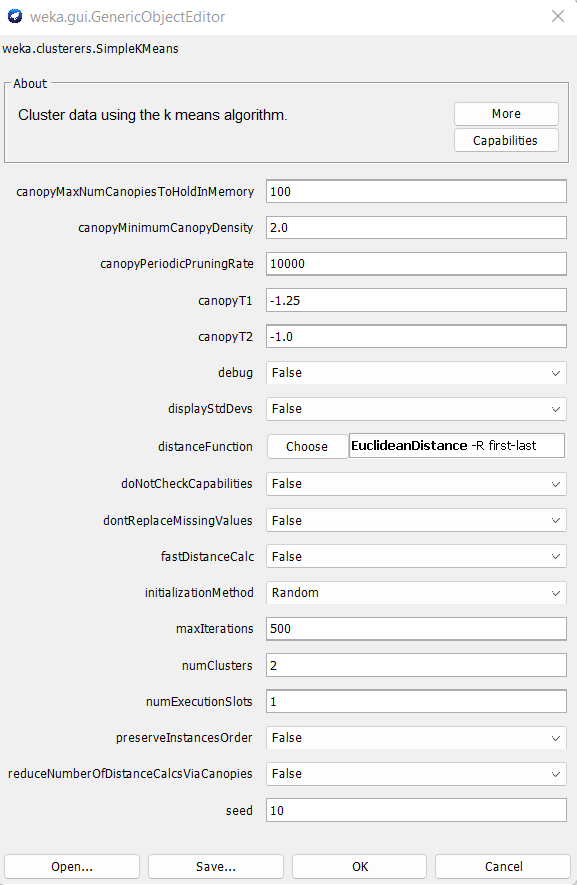 weka.gui.GenericObjectEditor
weka.clusterers.SimpleKMeans
About
Cluster data using the k means algorithm.
More
Capabilities
canopyMaxNumCanopiesToHoldInMemory 100
canopyMinimumCanopyDensity 2.0
canopyPeriodicPruningRate 10000
canopyT1 -1.25
canopyT2 -1.0
debug False
displayStdDevs False
distanceFunction Choose EuclideanDistance -R first-last
doNotCheckCapabilities False
dontReplaceMissingValues False
fastDistanceCalc False
initializationMethod Random
maxIterations 500
numClusters 2
numExecutionSlots 1
preserveInstancesOrder False
reduceNumberOfDistanceCalcsViaCanopies False
seed 10
Open... Save... OK Cancel